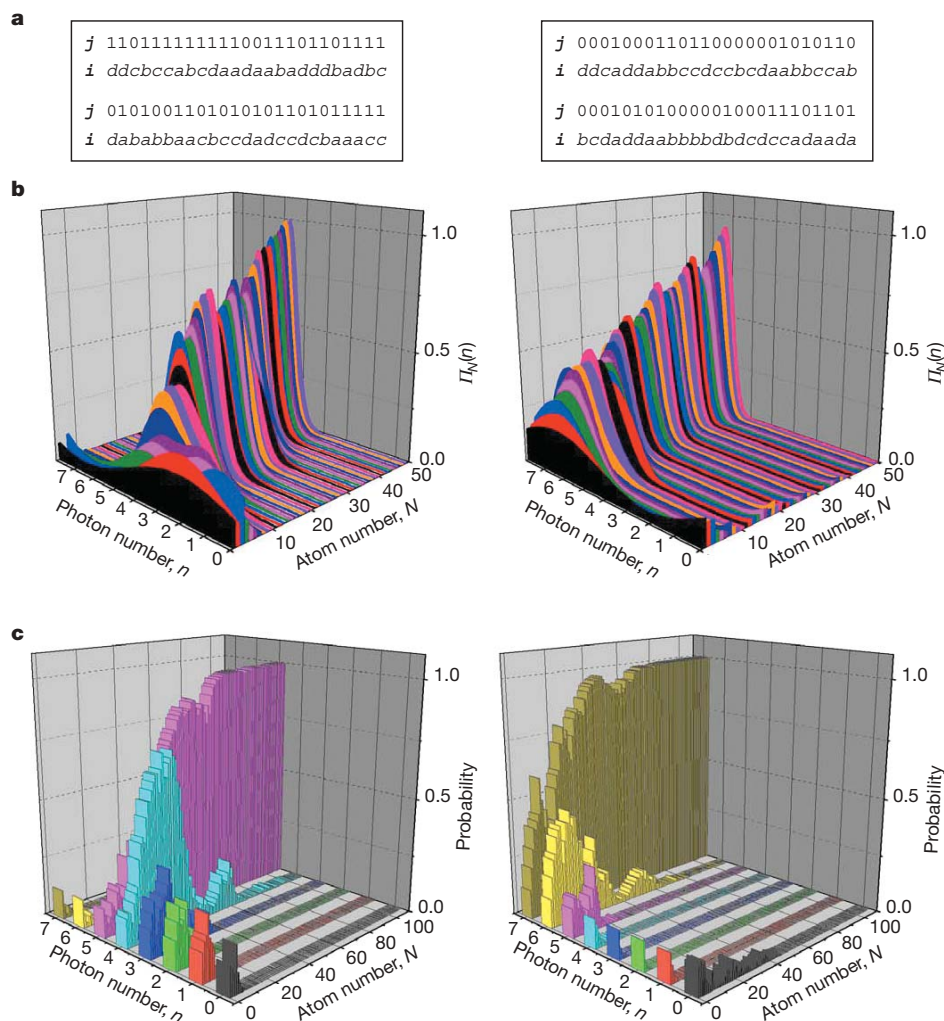 a
j 1101111111110011101101111
i ddcbccabcdaadaabadddbadbc
j 0101001101010101101011111
i dababbaacbccdadccdcbaaacc
j 0001000110110000001010110
i ddcaddabbccdccbcdaabbccab
j 0001010100000100011101101
i bcdaddaabbbbdbdcdccadaada
b
1.0
0.5
0.0
Π_N(n)
7 6 5 4 3 2 1 0
Photon number, n
10 20 30 40 50
Atom number, N
1.0
0.5
0.0
Π_N(n)
7 6 5 4 3 2 1 0
Photon number, n
10 20 30 40 50
Atom number, N
c
1.0
0.5
0.0
Probability
7 6 5 4 3 2 1 0
Photon number, n
0 20 40 60 80 100
Atom number, N
1.0
0.5
0.0
Probability
7 6 5 4 3 2 1 0
Photon number, n
0 20 40 60 80 100
Atom number, N